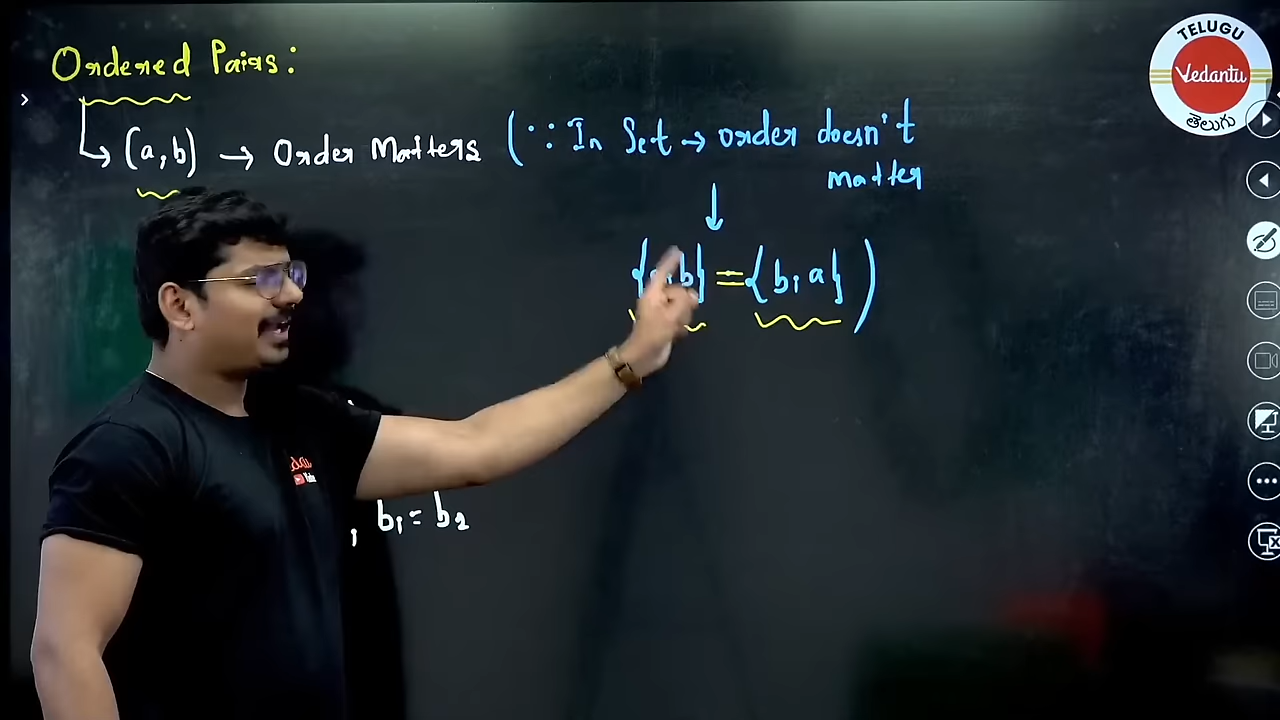 Ordered Pairs:
(a,b) → Order Matters (∵ In Set → order doesn't
matter
↓
b} = {b, a})
, b₁ = b₂
TELUGU
Vedantu
తెలుగు